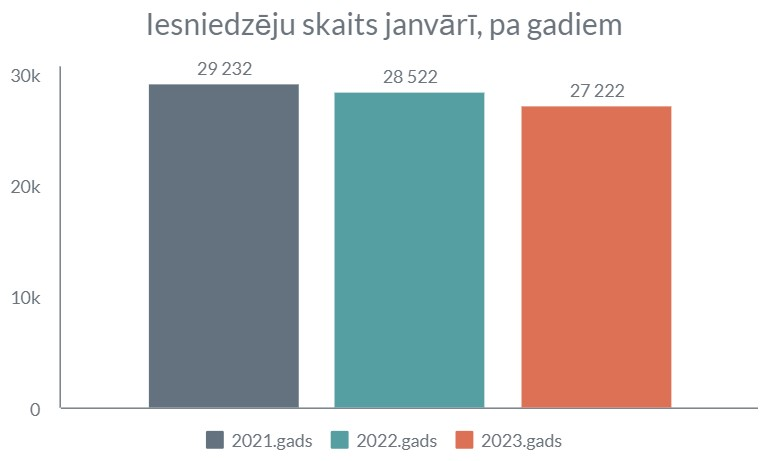 Iesniedzēju skaits janvārī, pa gadiem
30k
20k
10k
0
29 232
28 522
27 222
2021.gads
2022.gads
2023.gads